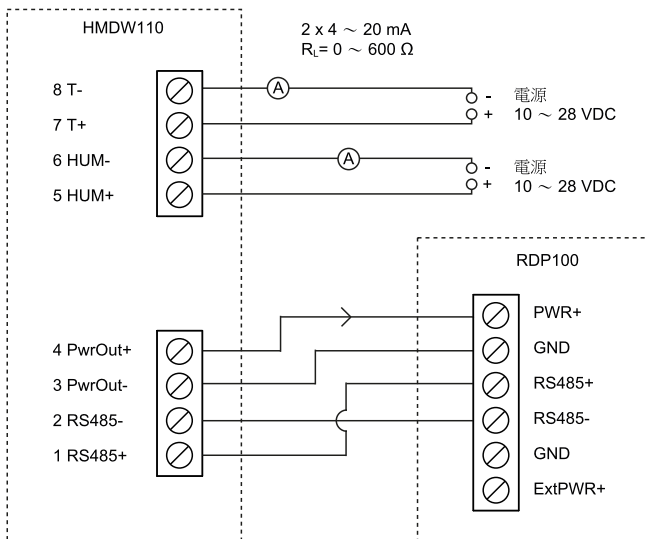 HMDW110
2 x 4 ～ 20 mA
RL= 0 ～ 600 Ω
8 T-
A
- 電源
7 T+
+ 10 ～ 28 VDC
6 HUM-
A
- 電源
5 HUM+
+ 10 ～ 28 VDC
RDP100
PWR+
4 PwrOut+
GND
3 PwrOut-
RS485+
2 RS485-
RS485-
1 RS485+
GND
ExtPWR+